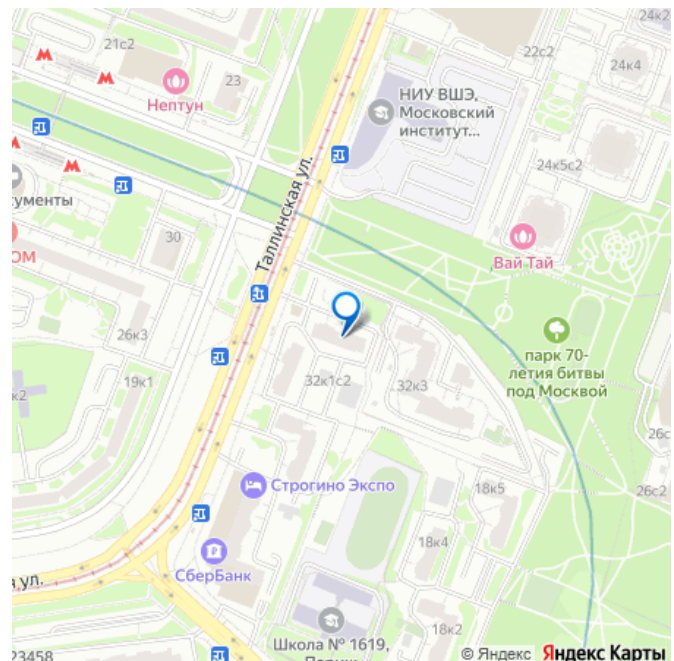 24к2
21с2
22с2
24к4
23
Нептун
НИУ ВШЭ,
Московский
институт...
24к5с2
ументы
Таллинская ул.
ОМ
30
Вай Тай
26к3
парк 70-
летия битвы
под Москвой
19к1
к2
32к1с2
32к3
26с
Строгино Экспо
18к5
26с2
18к4
СберБанк
я ул.
18к2
Школа № 1619,
23458
© Яндекс Яндекс Карты